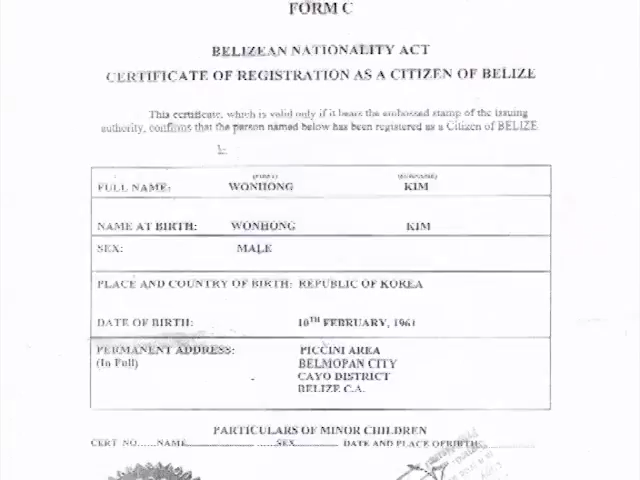 FORM C
BELIZEAN NATIONALITY ACT
CERTIFICATE OF REGISTRATION AS A CITIZEN OF BELIZE
This certificate, which is valid only if it bears the embossed stamp of the issuing
authority, confirms that the person named below has been registered as a Citizen of BELIZE
FULL NAME: WONHONG KIM
NAME AT BIRTH: WONHONG KIM
SEX: MALE
PLACE AND COUNTRY OF BIRTH: REPUBLIC OF KOREA
DATE OF BIRTH: 10TH FEBRUARY, 1961
PERMANENT ADDRESS: PICCINI AREA
(In Full) BELMOPAN CITY
CAYO DISTRICT
BELIZE C.A.
PARTICULARS OF MINOR CHILDREN
CERT NO......NAME SEX DATE AND PLACE OF BIRTH: